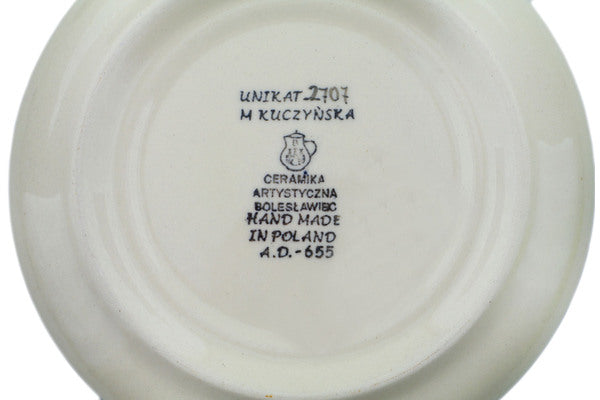 UNIKAT 2707
M KUCZYŃSKA
CERAMIKA
ARTYSTYCZNA
BOLESŁAWIEC
HAND MADE
IN POLAND
A.D.-655